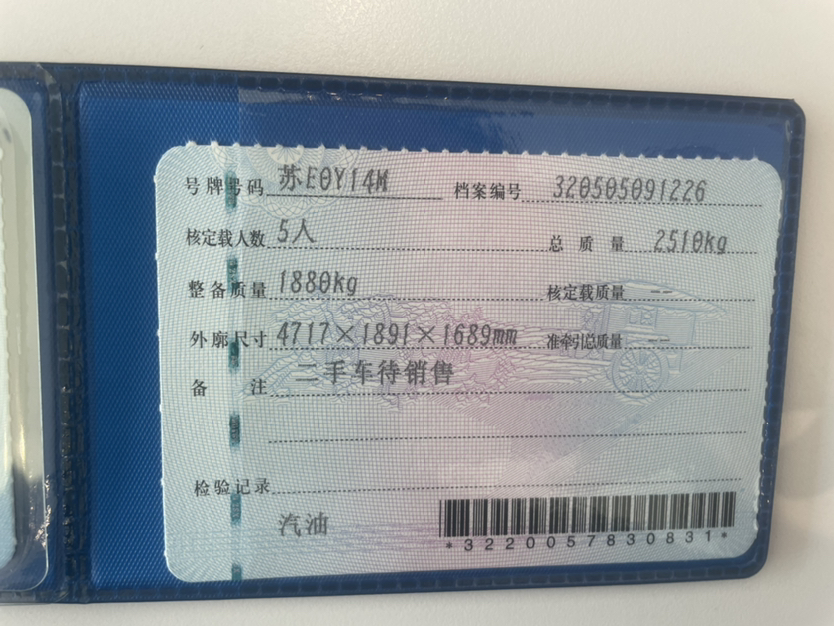 号牌号码 苏E0Y14M 档案编号 320505091226
核定载人数 5人 总质量 2510kg
整备质量 1880kg 核定载质量 --
外廓尺寸 4717×1891×1689mm 准牵引总质量 --
备注 二手车待销售
检验记录
汽油
*3220057830831*